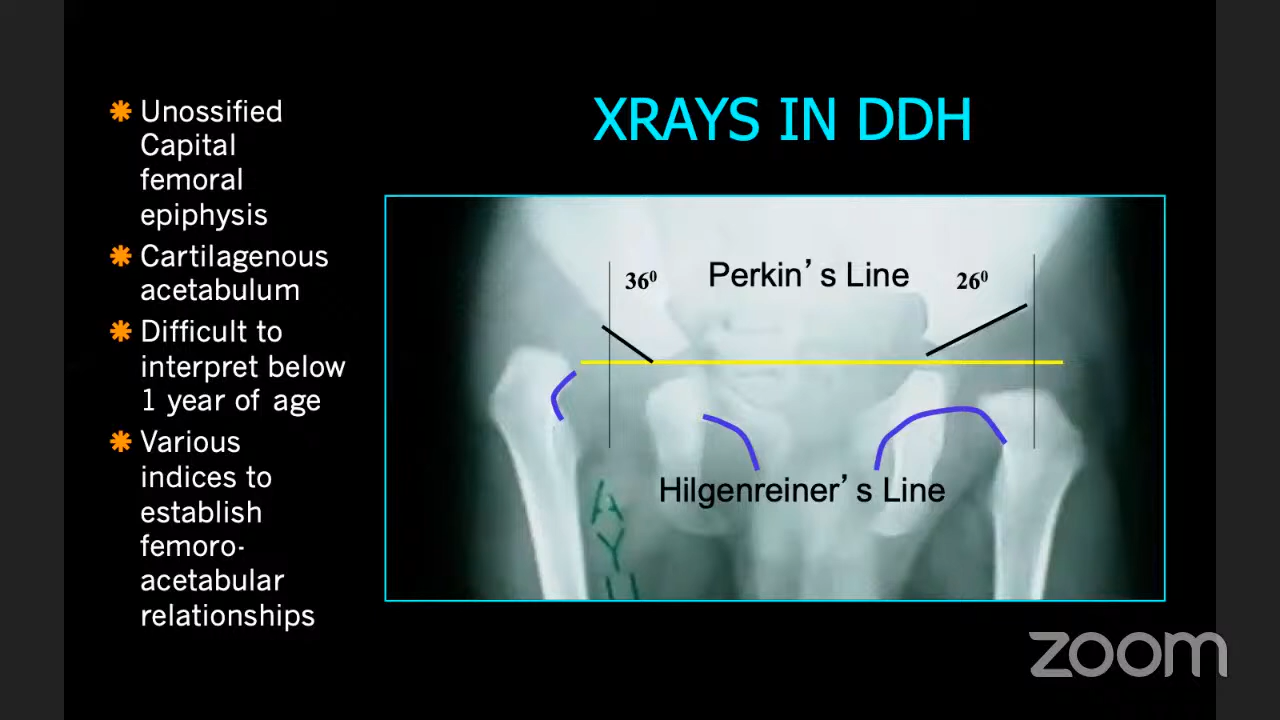 XRAYS IN DDH
✱ Unossified
Capital
femoral
epiphysis
✱ Cartilagenous
acetabulum
✱ Difficult to
interpret below
1 year of age
✱ Various
indices to
establish
femoro-
acetabular
relationships
36⁰ Perkin’s Line 26⁰
Hilgenreiner’s Line
AYU
zoom